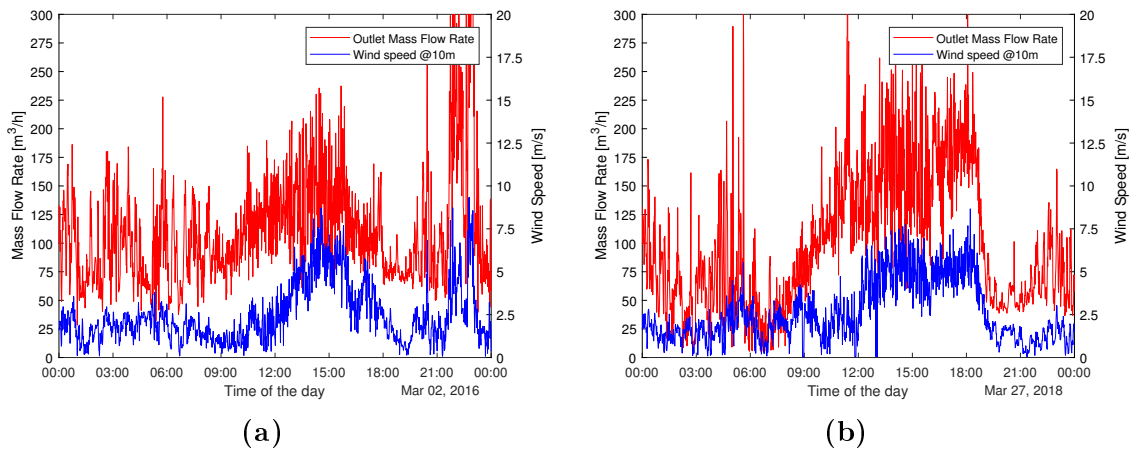 Outlet Mass Flow Rate
Wind speed @10m
Mass Flow Rate [m³/h]
300
275
250
225
200
175
150
125
100
75
50
25
0
20
17.5
15
12.5
10
7.5
5
2.5
0
Wind Speed [m/s]
00:00 03:00 06:00 09:00 12:00 15:00 18:00 21:00 00:00
Time of the day
Mar 02, 2016
(a)
Outlet Mass Flow Rate
Wind speed @10m
Mass Flow Rate [m³/h]
300
275
250
225
200
175
150
125
100
75
50
25
0
20
17.5
15
12.5
10
7.5
5
2.5
0
Wind Speed [m/s]
00:00 03:00 06:00 09:00 12:00 15:00 18:00 21:00 00:00
Time of the day
Mar 27, 2018
(b)